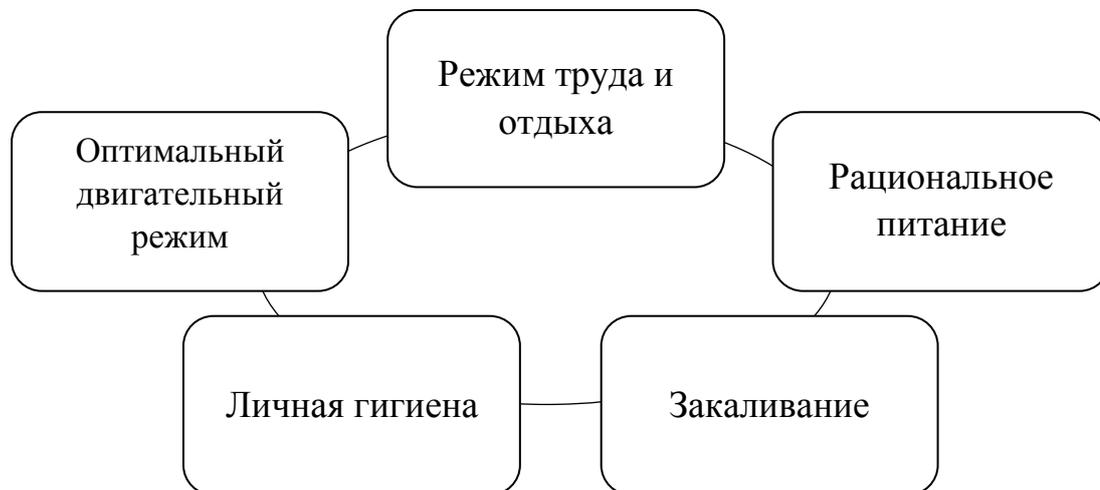 Режим труда и
отдыха
Оптимальный
двигательный
режим
Рациональное
питание
Личная гигиена
Закаливание